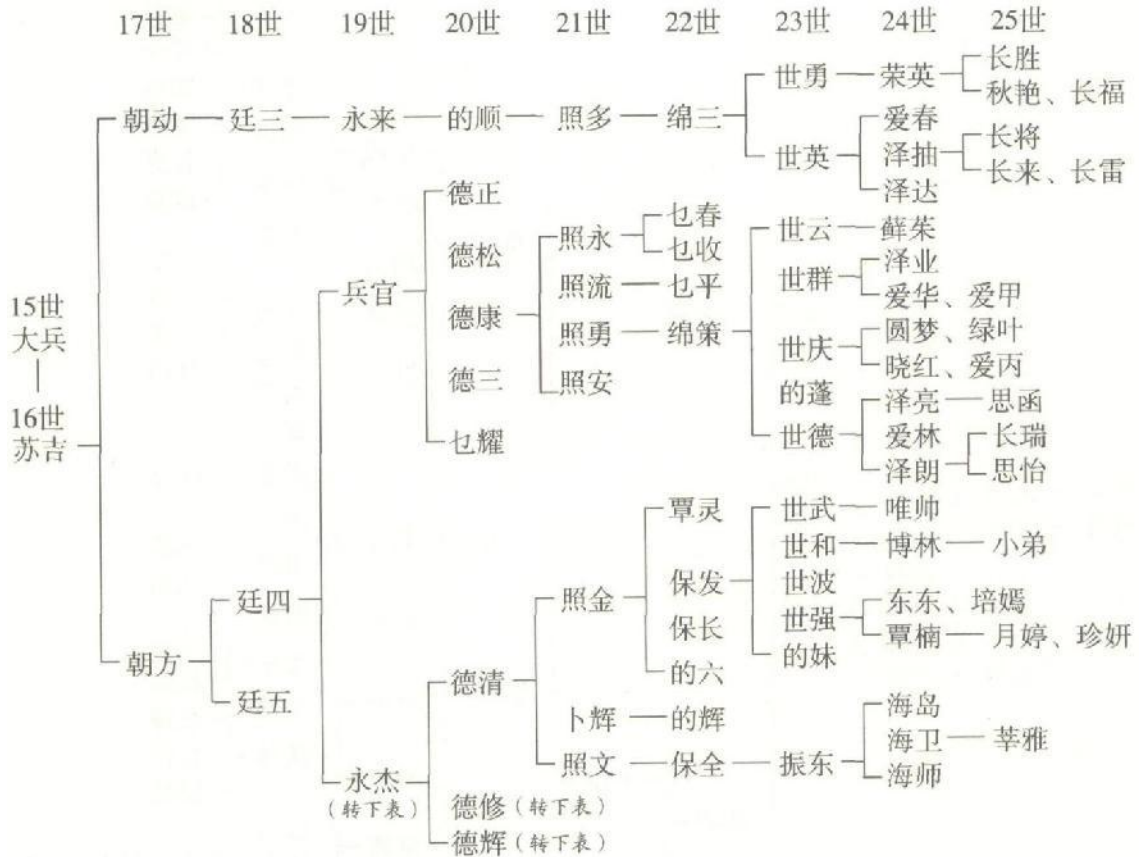 17世 18世 19世 20世 21世 22世 23世 24世 25世
长胜
世勇 荣英
秋艳、长福
朝动 廷三 永来 的顺 照多 绵三
爱春
长将
世英 泽抽
长来、长雷
德正 泽达
乜春
照永 世云 藓茱
德松 乜收
泽业
兵官 照流 乜平 世群
爱华、爱甲
15世
大兵
德康 照勇 绵策
圆梦、绿叶
世庆
晓红、爱丙
德三 照安
的蓬
16世
苏吉
泽亮 思函
乜耀 世德 爱林 长瑞
泽朗 思怡
覃灵 世武 唯帅
世和 博林 小弟
保发 世波
廷四 照金
东东、培嫣
保长 世强
覃楠 月婷、珍妍
朝方 德清 的六 的妹
廷五
海岛
卜辉 的辉
海卫 莘雅
永杰 照文 保全 振东
海师
(转下表)
德修(转下表)
德辉(转下表)